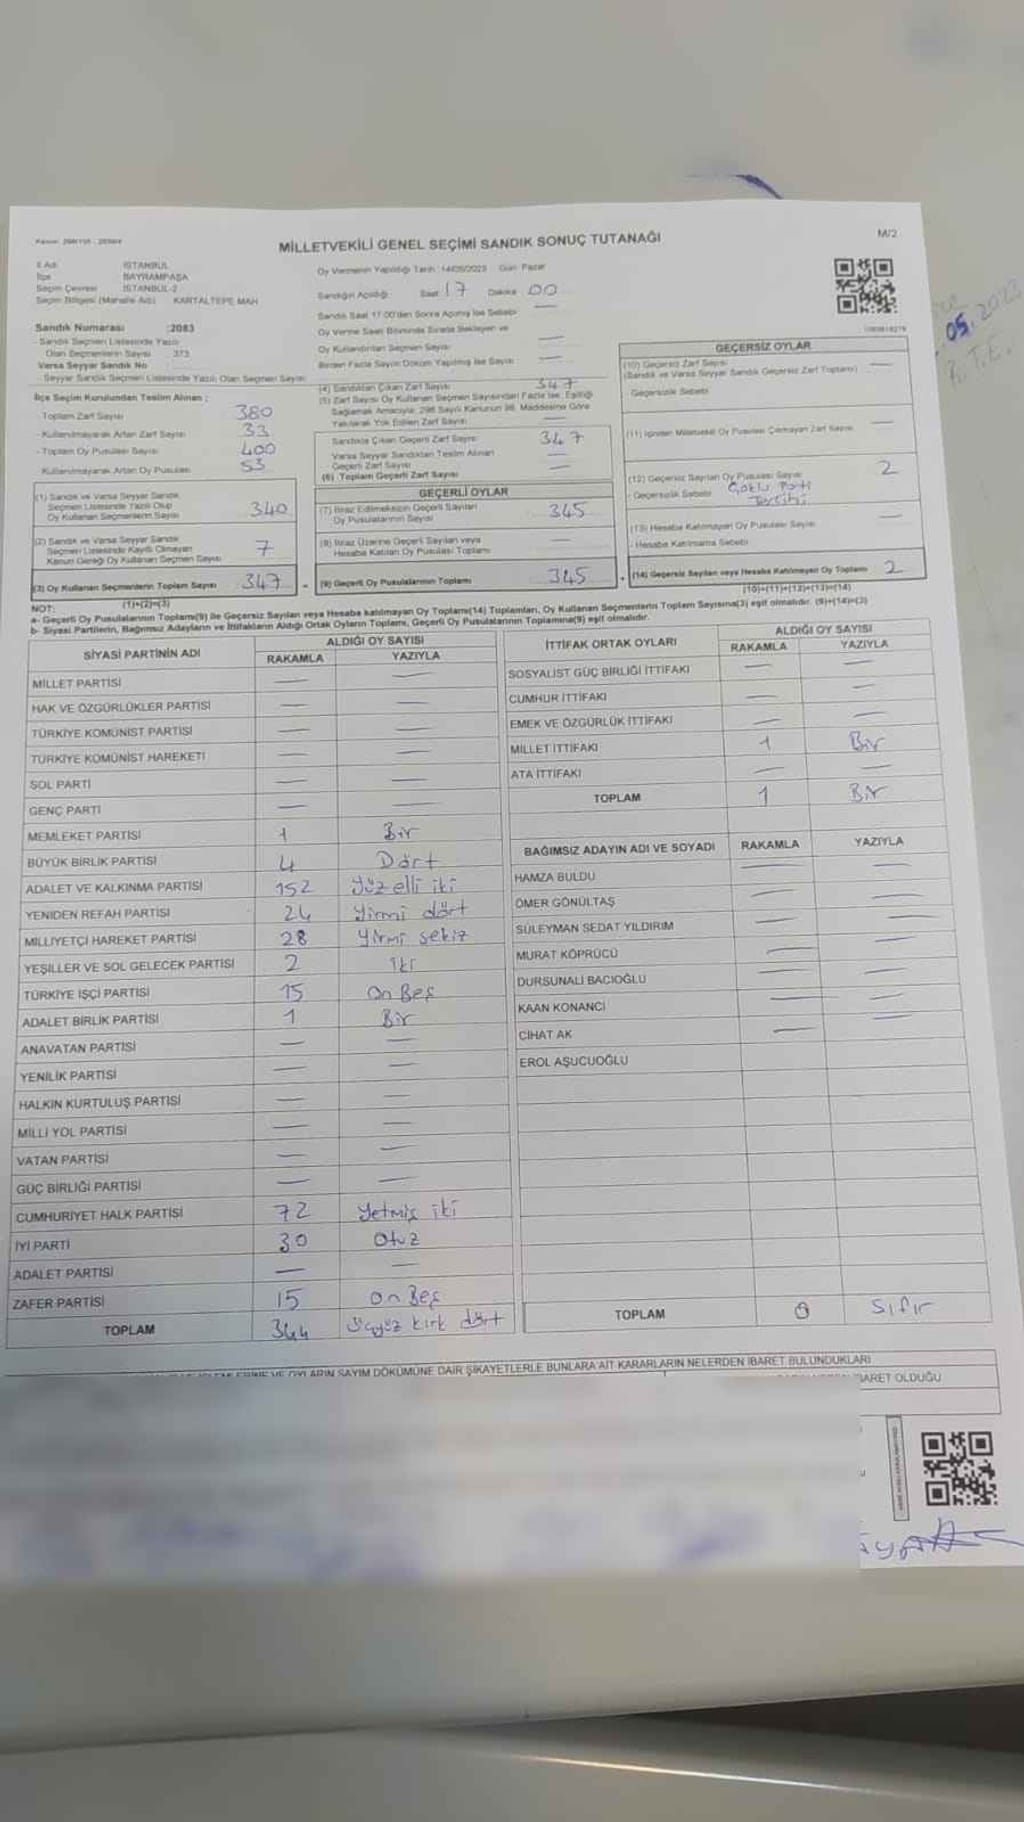 MİLLETVEKİLİ GENEL SEÇİMİ SANDIK SONUÇ TUTANAĞI
M/2
İl Adı İSTANBUL
İlçe BAYRAMPAŞA
Seçim Çevresi İSTANBUL-2
Seçim Bölgesi (Mahalle Adı) KARTALTEPE MAH
Sandık Numarası :2083
- Sandık Seçmen Listesinde Yazılı
Olan Seçmenlerin Sayısı 373
Varsa Seyyar Sandık No
- Seyyar Sandık Seçmen Listesinde Yazılı Olan Seçmen Sayısı
İlçe Seçim Kurulundan Teslim Alınan ;
- Toplam Zarf Sayısı 380
- Kullanılmayarak Artan Zarf Sayısı 33
- Toplam Oy Pusulası Sayısı 400
- Kullanılmayarak Artan Oy Pusulası 53
(1) Sandık ve Varsa Seyyar Sandık
Seçmen Listesinde Yazılı Olup
Oy Kullanan Seçmenlerin Sayısı 340
(2) Sandık ve Varsa Seyyar Sandık
Seçmen Listesinde Kayıtlı Olmayan
Kanun Gereği Oy Kullanan Seçmen Sayısı 7
(3) Oy Kullanan Seçmenlerin Toplam Sayısı 347
(1)+(2)=(3)
Oy Vermenin Yapıldığı Tarih :14/05/2023 Gün: Pazar
Sandığın Açıldığı Saat 17 Dakika 00
Sandık Saat 17:00'den Sonra Açılmış İse Sebebi —
Oy Verme Saati Bitiminde Sırada Bekleyen ve
Oy Kullandırılan Seçmen Sayısı —
Birden Fazla Sayım Döküm Yapılmış İse Sayısı —
(4) Sandıktan Çıkan Zarf Sayısı 347
(5) Zarf Sayısı Oy Kullanan Seçmen Sayısından Fazla İse, Eşitliği
Sağlamak Amacıyla; 298 Sayılı Kanunun 98. Maddesine Göre
Yakılarak Yok Edilen Zarf Sayısı —
Sandıkta Çıkan Geçerli Zarf Sayısı 347
Varsa Seyyar Sandıktan Teslim Alınan
Geçerli Zarf Sayısı —
(6) Toplam Geçerli Zarf Sayısı —
GEÇERLİ OYLAR
(7) İtiraz Edilmeksizin Geçerli Sayılan
Oy Pusulalarının Sayısı 345
(8) İtiraz Üzerine Geçerli Sayılan veya
Hesaba Katılan Oy Pusulası Toplamı —
(9) Geçerli Oy Pusulalarının Toplamı 345
GEÇERSİZ OYLAR
(10) Geçersiz Zarf Sayısı —
(Sandık ve Varsa Seyyar Sandık Geçersiz Zarf Toplamı)
- Geçersizlik Sebebi
(11) İçinden Milletvekili Oy Pusulası Çıkmayan Zarf Sayısı —
(12) Geçersiz Sayılan Oy Pusulası Sayısı 2
- Geçersizlik Sebebi Çoklu Parti
Tercihi
(13) Hesaba Katılmayan Oy Pusulası Sayısı —
- Hesaba Katılmama Sebebi
(14) Geçersiz Sayılan veya Hesaba Katılmayan Oy Toplamı 2
(10)+(11)+(12)+(13)=(14)
NOT:
a- Geçerli Oy Pusulalarının Toplamı(9) ile Geçersiz Sayılan veya Hesaba katılmayan Oy Toplamı(14) Toplamları, Oy Kullanan Seçmenlerin Toplam Sayısına(3) eşit olmalıdır. (9)+(14)=(3)
b- Siyasi Partilerin, Bağımsız Adayların ve İttifakların Aldığı Ortak Oyların Toplamı, Geçerli Oy Pusulalarının Toplamına(9) eşit olmalıdır.
SİYASİ PARTİNİN ADI
ALDIĞI OY SAYISI
RAKAMLA YAZIYLA
MİLLET PARTİSİ — —
HAK VE ÖZGÜRLÜKLER PARTİSİ — —
TÜRKİYE KOMÜNİST PARTİSİ — —
TÜRKİYE KOMÜNİST HAREKETİ — —
SOL PARTİ — —
GENÇ PARTİ — —
MEMLEKET PARTİSİ 1 Bir
BÜYÜK BİRLİK PARTİSİ 4 Dört
ADALET VE KALKINMA PARTİSİ 152 Yüz elli iki
YENİDEN REFAH PARTİSİ 24 Yirmi dört
MİLLİYETÇİ HAREKET PARTİSİ 28 Yirmi sekiz
YEŞİLLER VE SOL GELECEK PARTİSİ 2 İki
TÜRKİYE İŞÇİ PARTİSİ 15 On Beş
ADALET BİRLİK PARTİSİ 1 Bir
ANAVATAN PARTİSİ — —
YENİLİK PARTİSİ — —
HALKIN KURTULUŞ PARTİSİ — —
MİLLİ YOL PARTİSİ — —
VATAN PARTİSİ — —
GÜÇ BİRLİĞİ PARTİSİ — —
CUMHURİYET HALK PARTİSİ 72 Yetmiş iki
İYİ PARTİ 30 Otuz
ADALET PARTİSİ — —
ZAFER PARTİSİ 15 On Beş
TOPLAM 344 Üçyüz kırk dört
İTTİFAK ORTAK OYLARI
ALDIĞI OY SAYISI
RAKAMLA YAZIYLA
SOSYALİST GÜÇ BİRLİĞİ İTTİFAKI — —
CUMHUR İTTİFAKI — —
EMEK VE ÖZGÜRLÜK İTTİFAKI — —
MİLLET İTTİFAKI 1 Bir
ATA İTTİFAKI — —
TOPLAM 1 Bir
BAĞIMSIZ ADAYIN ADI VE SOYADI RAKAMLA YAZIYLA
HAMZA BULDU — —
ÖMER GÖNÜLTAŞ — —
SÜLEYMAN SEDAT YILDIRIM — —
MURAT KÖPRÜCÜ — —
DURSUNALİ BACIOĞLU — —
KAAN KONANCI — —
CİHAT AK — —
EROL AŞUCUOĞLU
TOPLAM 0 Sıfır
OYLARIN SAYIM DÖKÜMÜNE DAİR ŞİKAYETLERLE BUNLARA AİT KARARLARIN NELERDEN İBARET BULUNDUKLARI
OLDUĞU
05.2023
R.T.E.